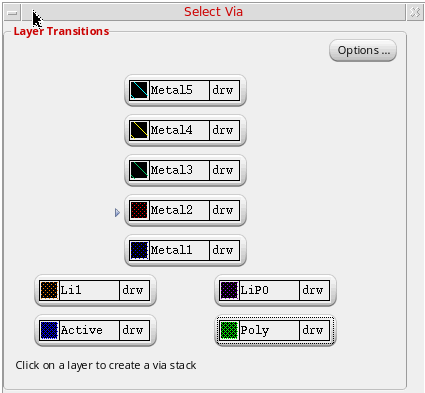 Select Via
Layer Transitions
Options ...
Metal5 drw
Metal4 drw
Metal3 drw
Metal2 drw
Metal1 drw
Li1 drw LiPO drw
Active drw Poly drw
Click on a layer to create a via stack